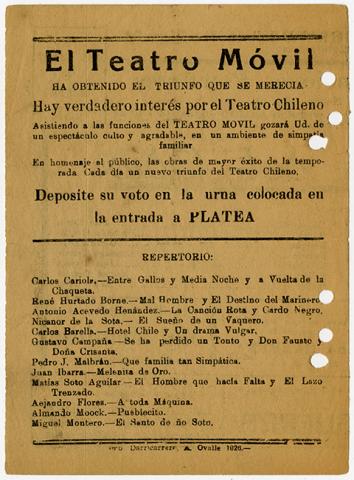 El Teatro Móvil
HA OBTENIDO EL TRIUNFO QUE SE MERECIA
Hay verdadero interés por el Teatro Chileno
Asistiendo a las funciones del TEATRO MOVIL gozará Ud. de
un espectáculo culto y agradable, en un ambiente de simpatía
familiar
En homenaje al público, las obras de mayor éxito de la tempo-
rada Cada día un nuevo triunfo del Teatro Chileno,
Deposite su voto en la urna colocada en
la entrada a PLATEA
REPERTORIO:
Carlos Cariola,—Entre Gallos y Media Noche y a Vuelta de la
Chaqueta.
René Hurtado Borne.—Mal Hombre y El Destino del Marinero
Antonio Acevedo Henández.—La Canción Rota y Cardo Negro,
Nicanor de la Sota.— El Sueño de un Vaquero.
Carlos Barella.—Hotel Chile y Un drama Vulgar,
Gustavo Campaña—Se ha perdido un Tonto y Don Fausto y
Doña Crisanta.
Pedro J. Malbrán.—Que familia tan Simpática.
Juan Ibarra.—Melenita de Oro.
Matías Soto Aguilar—El Hombre que hacía Falta y El Lazo
Trenzado.
Aejandro Flores.—A toda Máquina.
Almando Moock.—Pueblecito.
Miguel Montero.—El Santo de ño Soto.
Ovalle 1926.—